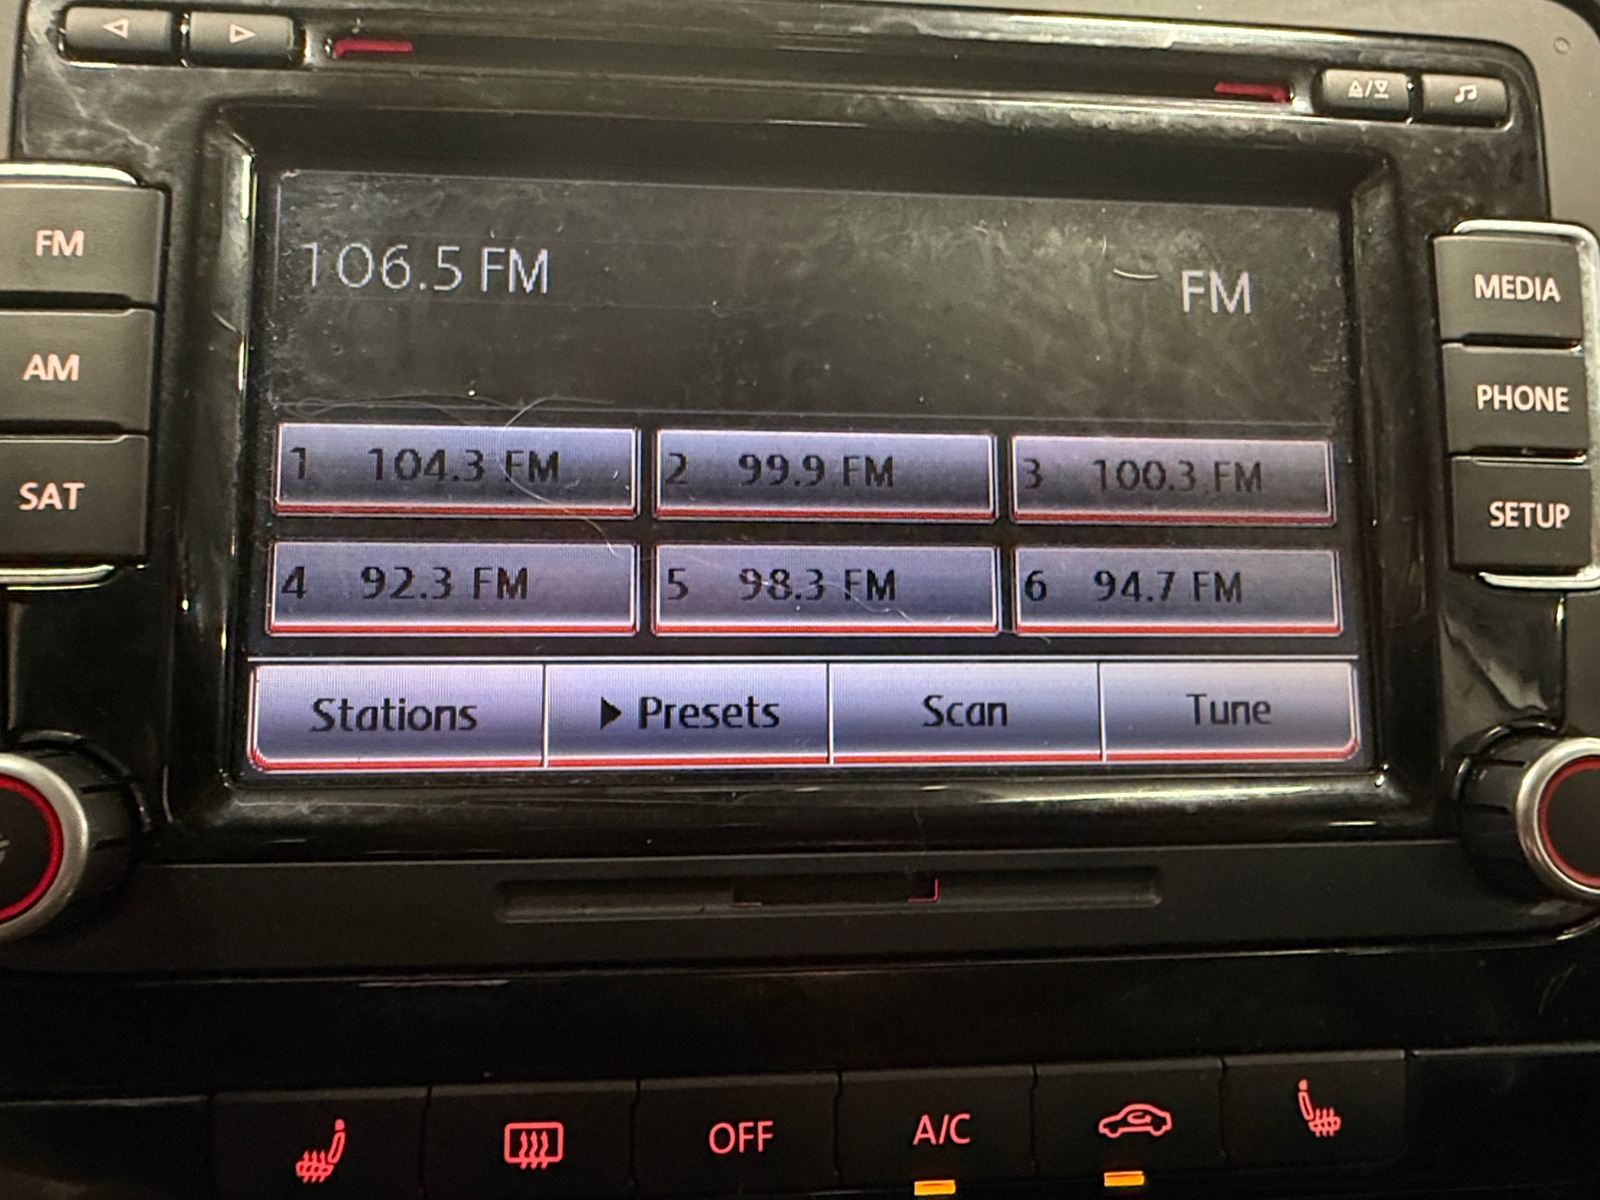 FM
AM
SAT
106.5 FM FM
1 104.3 FM 2 99.9 FM 3 100.3 FM
4 92.3 FM 5 98.3 FM 6 94.7 FM
Stations Presets Scan Tune
MEDIA
PHONE
SETUP
OFF A/C